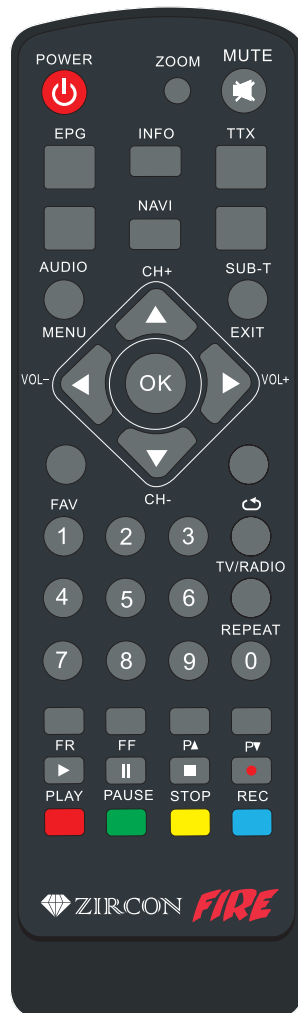 POWER ZOOM MUTE
EPG INFO TTX
NAVI
AUDIO CH+ SUB-T
MENU EXIT
VOL- OK VOL+
FAV CH-
1 2 3
TV/RADIO
4 5 6
REPEAT
7 8 9 0
FR FF P▲ P▼
PLAY PAUSE STOP REC
ZIRCON FIRE